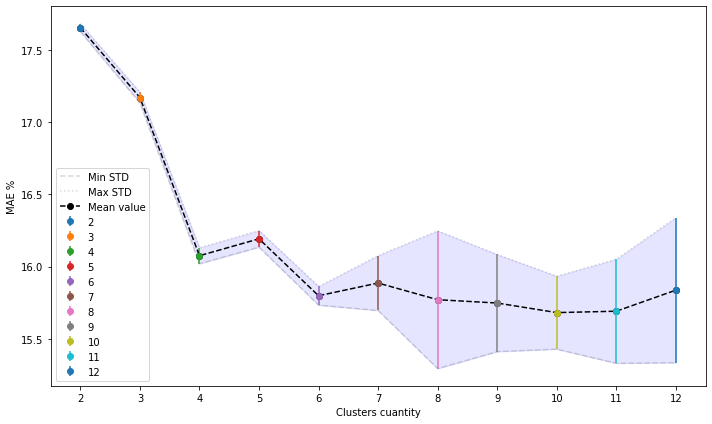 17.5
17.0
16.5
16.0
15.5
MAE %
Min STD
Max STD
Mean value
2
3
4
5
6
7
8
9
10
11
12
2 3 4 5 6 7 8 9 10 11 12
Clusters cuantity